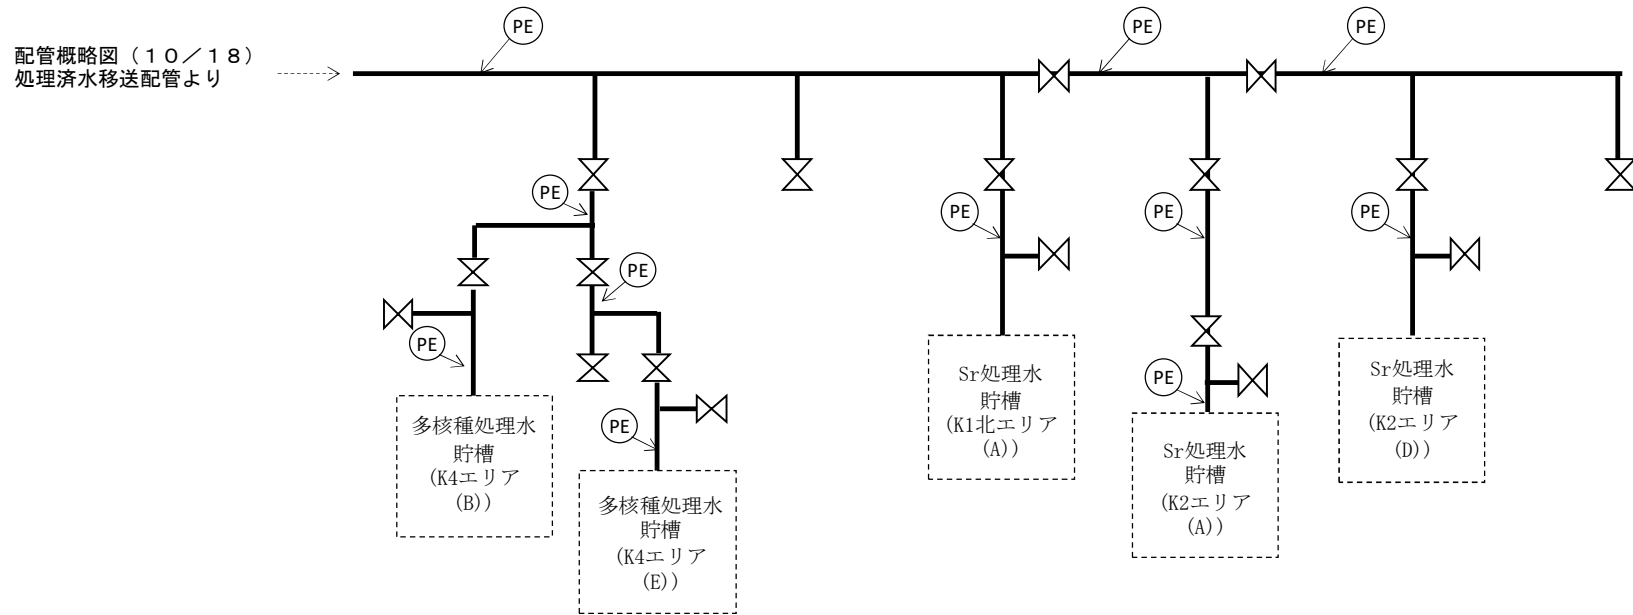 PE
PE
PE
配管概略図（１０／１８）
処理済水移送配管より
PE
PE
PE
PE
PE
PE
PE
PE
多核種処理水
貯槽
(K4エリア
(B))
多核種処理水
貯槽
(K4エリア
(E))
Sr処理水
貯槽
(K1北エリア
(A))
Sr処理水
貯槽
(K2エリア
(A))
Sr処理水
貯槽
(K2エリア
(D))